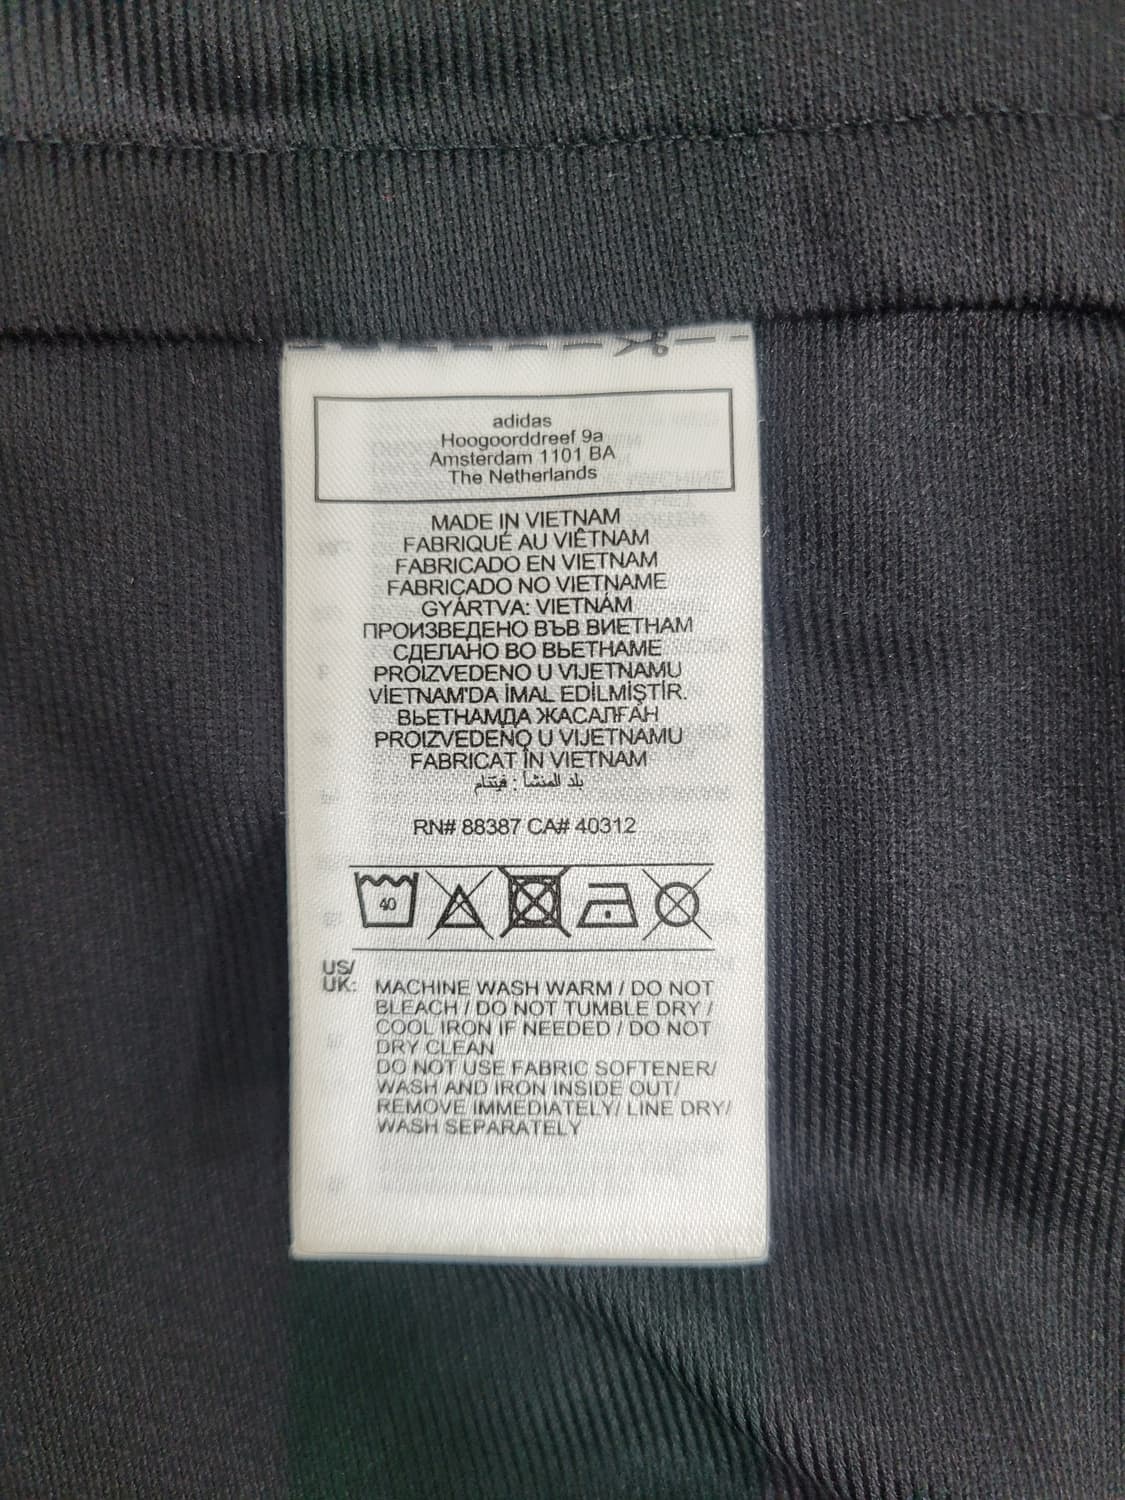 adidas
Hoogoorddreef 9a
Amsterdam 1101 BA
The Netherlands
MADE IN VIETNAM
FABRIQUÉ AU VIÊTNAM
FABRICADO EN VIETNAM
FABRICADO NO VIETNAME
GYÁRTVA: VIETNÁM
ПРОИЗВЕДЕНО ВЪВ ВИЕТНАМ
СДЕЛАНО ВО ВЬЕТНАМЕ
PROIZVEDENO U VIJETNAMU
VİETNAM'DA İMAL EDİLMİŞTİR.
ВЬЕТНАМДА ЖАСАЛҒАН
PROIZVEDENO U VIJETNAMU
FABRICAT ÎN VIETNAM
بلد المنشأ : فيتنام
RN# 88387 CA# 40312
40
US/
UK:
MACHINE WASH WARM / DO NOT
BLEACH / DO NOT TUMBLE DRY /
COOL IRON IF NEEDED / DO NOT
DRY CLEAN
DO NOT USE FABRIC SOFTENER/
WASH AND IRON INSIDE OUT/
REMOVE IMMEDIATELY/ LINE DRY/
WASH SEPARATELY